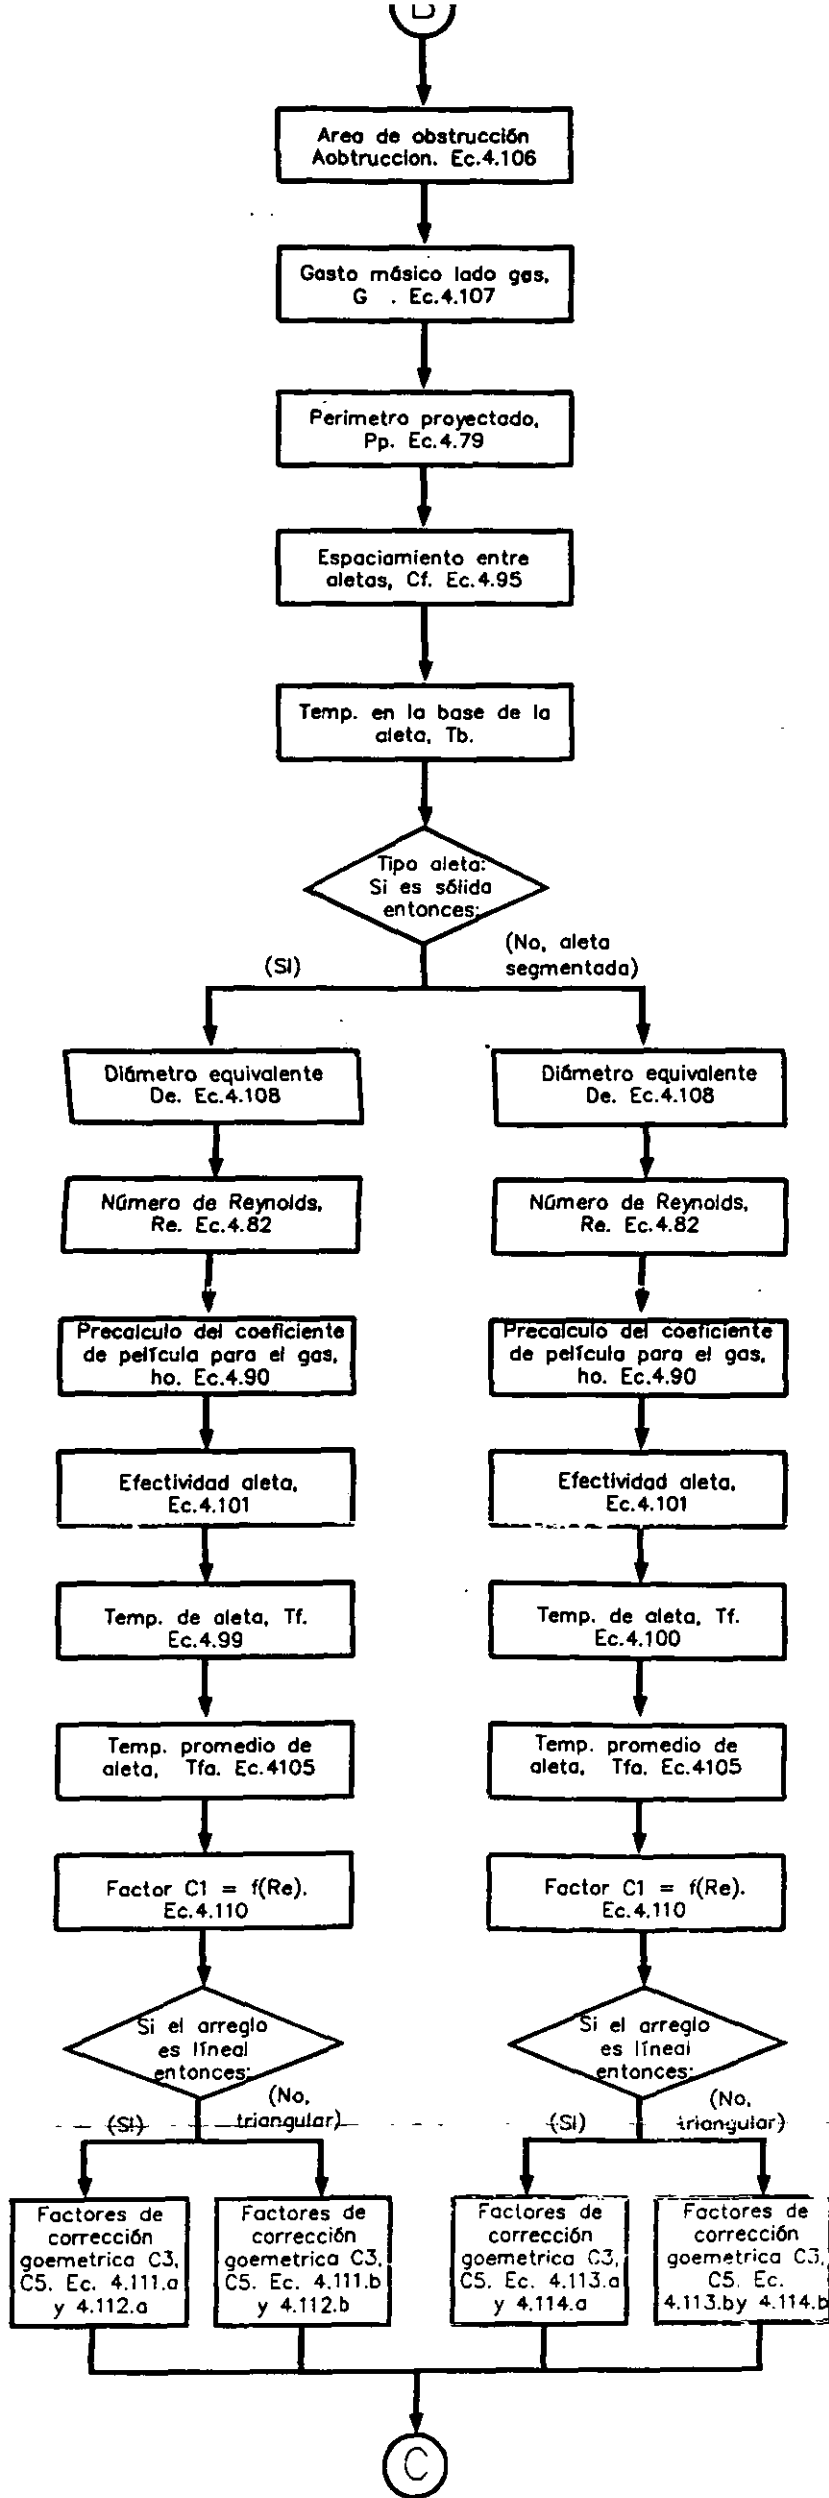 B
Area de obstrucción
Aobtruccion. Ec.4.106
Gasto másico lado gas,
G . Ec.4.107
Perimetro proyectado,
Pp. Ec.4.79
Espaciamiento entre
aletas, Cf. Ec.4.95
Temp. en la base de la
aleta, Tb.
Tipo aleta:
Si es sólida
entonces:
(SI)
(No, aleta
segmentada)
Diámetro equivalente
De. Ec.4.108
Número de Reynolds,
Re. Ec.4.82
Precalculo del coeficiente
de película para el gas,
ho. Ec.4.90
Efectividad aleta,
Ec.4.101
Temp. de aleta, Tf.
Ec.4.99
Temp. promedio de
aleta, Tfa. Ec.4105
Factor C1 = f(Re).
Ec.4.110
Si el arreglo
es líneal
entonces:
(SI)
(No,
triangular)
Factores de
corrección
goemetrica C3,
C5. Ec. 4.111.a
y 4.112.a
Factores de
corrección
goemetrica C3,
C5. Ec. 4.111.b
y 4.112.b
Diámetro equivalente
De. Ec.4.108
Número de Reynolds,
Re. Ec.4.82
Precalculo del coeficiente
de película para el gas,
ho. Ec.4.90
Efectividad aleta,
Ec.4.101
Temp. de aleta, Tf.
Ec.4.100
Temp. promedio de
aleta, Tfa. Ec.4105
Factor C1 = f(Re).
Ec.4.110
Si el arreglo
es líneal
entonces:
(SI)
(No,
triangular)
Factores de
corrección
goemetrica C3,
C5. Ec. 4.113.a
y 4.114.a
Factores de
corrección
goemetrica C3,
C5. Ec.
4.113.by 4.114.b
C